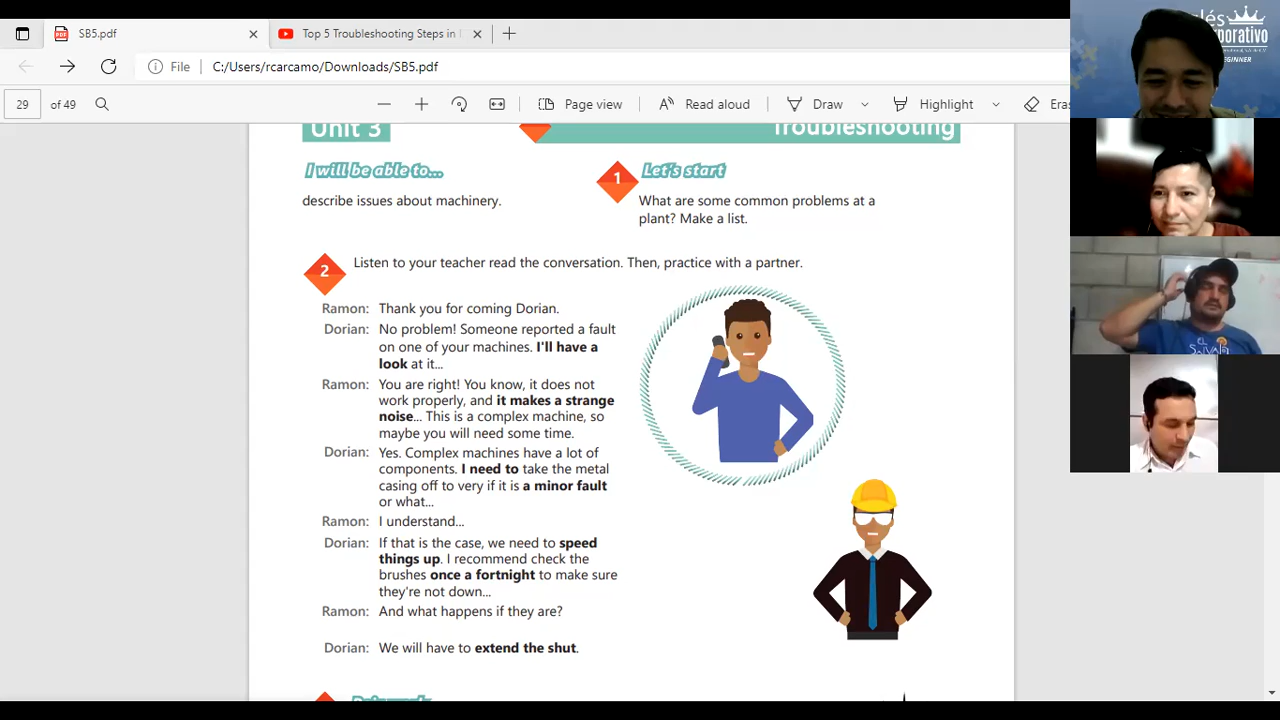 SB5.pdf
Top 5 Troubleshooting Steps in
File C:/Users/rcarcamo/Downloads/SB5.pdf
29 of 49 Page view Read aloud Draw Highlight Eras
Unit 3 Troubleshooting
I will be able to...
describe issues about machinery.
1 Let's start
What are some common problems at a
plant? Make a list.
2 Listen to your teacher read the conversation. Then, practice with a partner.
Ramon: Thank you for coming Dorian.
Dorian: No problem! Someone reported a fault
on one of your machines. I'll have a
look at it...
Ramon: You are right! You know, it does not
work properly, and it makes a strange
noise... This is a complex machine, so
maybe you will need some time.
Dorian: Yes. Complex machines have a lot of
components. I need to take the metal
casing off to very if it is a minor fault
or what...
Ramon: I understand...
Dorian: If that is the case, we need to speed
things up. I recommend check the
brushes once a fortnight to make sure
they're not down...
Ramon: And what happens if they are?
Dorian: We will have to extend the shut.
EL